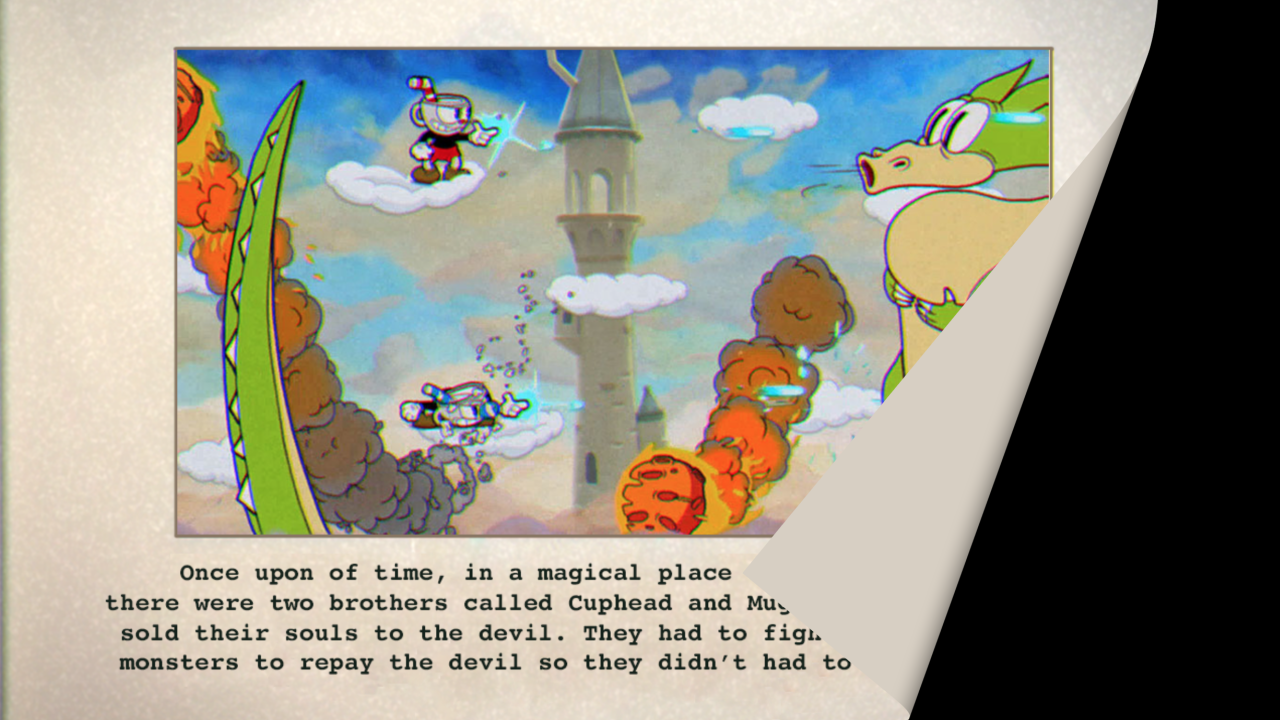 Once upon of time, in a magical place
there were two brothers called Cuphead and
sold their souls to the devil. They had to
monsters to repay the devil so they didn't had to